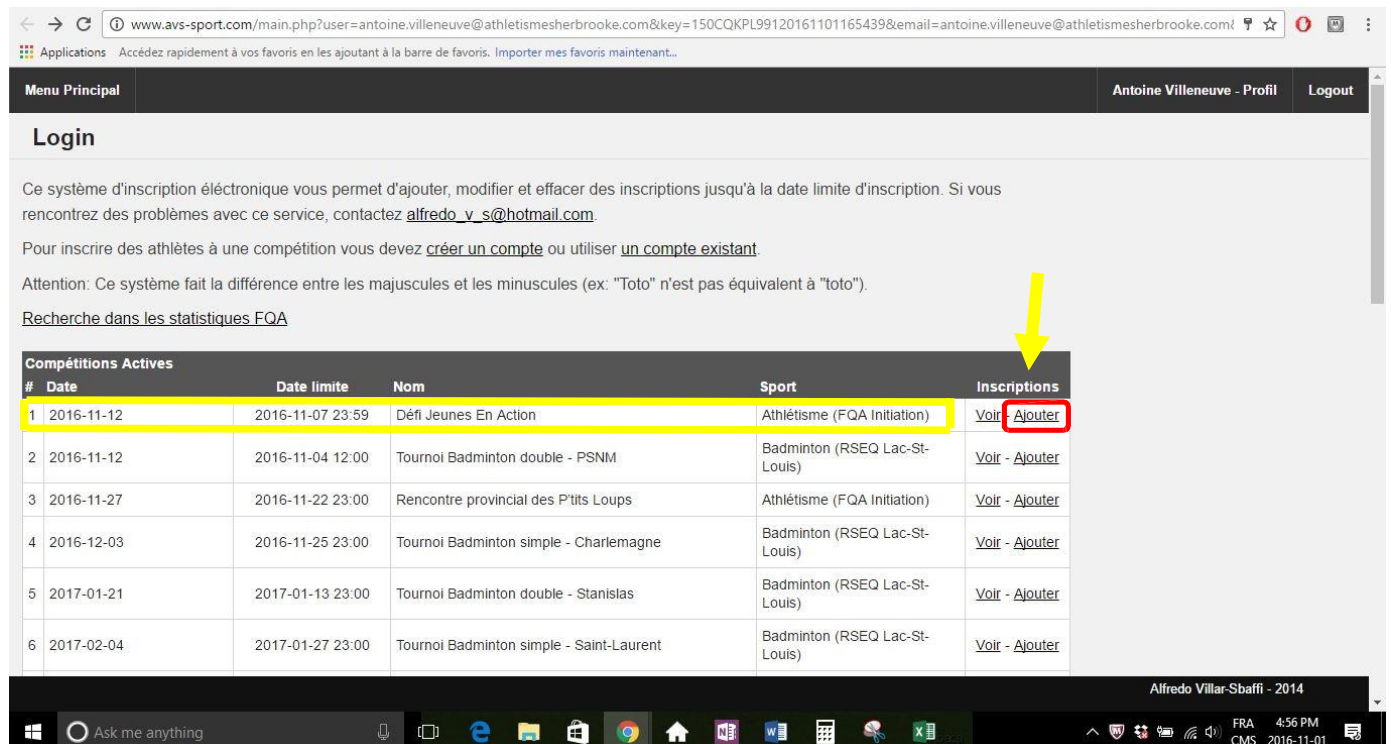 www.avs-sport.com/main.php?user=antoine.villeneuve@athletismesherbrooke.com&key=150CQKPL99120161101165439&email=antoine.villeneuve@athletismesherbrooke.com&
Applications Accédez rapidement à vos favoris en les ajoutant à la barre de favoris. Importer mes favoris maintenant...
Menu Principal Antoine Villeneuve - Profil Logout
Login
Ce système d'inscription éléctronique vous permet d'ajouter, modifier et effacer des inscriptions jusqu'à la date limite d'inscription. Si vous
rencontrez des problèmes avec ce service, contactez alfredo_v_s@hotmail.com.
Pour inscrire des athlètes à une compétition vous devez créer un compte ou utiliser un compte existant.
Attention: Ce système fait la différence entre les majuscules et les minuscules (ex: "Toto" n'est pas équivalent à "toto").
Recherche dans les statistiques FQA
Compétitions Actives
# Date Date limite Nom Sport Inscriptions
1 2016-11-12 2016-11-07 23:59 Défi Jeunes En Action Athlétisme (FQA Initiation) Voir - Ajouter
2 2016-11-12 2016-11-04 12:00 Tournoi Badminton double - PSNM Badminton (RSEQ Lac-St-
Louis) Voir - Ajouter
3 2016-11-27 2016-11-22 23:00 Rencontre provincial des P'tits Loups Athlétisme (FQA Initiation) Voir - Ajouter
4 2016-12-03 2016-11-25 23:00 Tournoi Badminton simple - Charlemagne Badminton (RSEQ Lac-St-
Louis) Voir - Ajouter
5 2017-01-21 2017-01-13 23:00 Tournoi Badminton double - Stanislas Badminton (RSEQ Lac-St-
Louis) Voir - Ajouter
6 2017-02-04 2017-01-27 23:00 Tournoi Badminton simple - Saint-Laurent Badminton (RSEQ Lac-St-
Louis) Voir - Ajouter
Alfredo Villar-Sbaffi - 2014
Ask me anything FRA 4:56 PM
CMS 2016-11-01